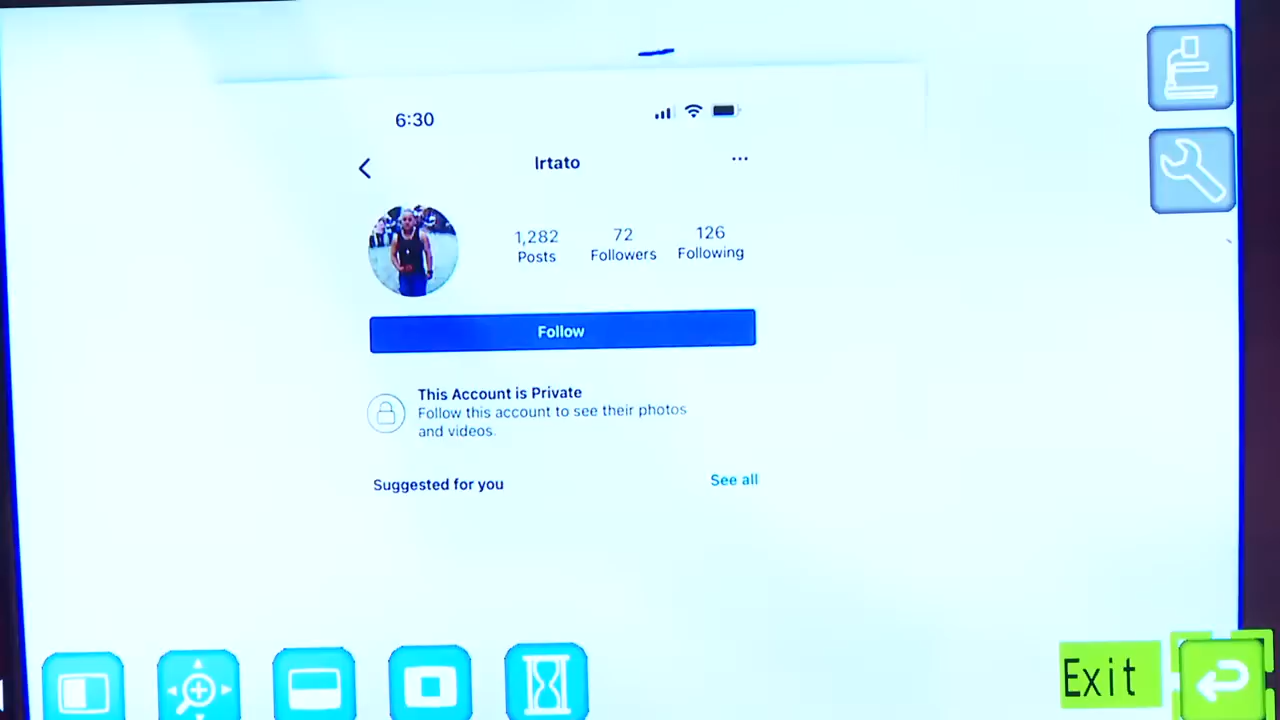 6:30
lrtato
1,282
Posts
72
Followers
126
Following
Follow
This Account is Private
Follow this account to see their photos
and videos.
Suggested for you
See all
Exit